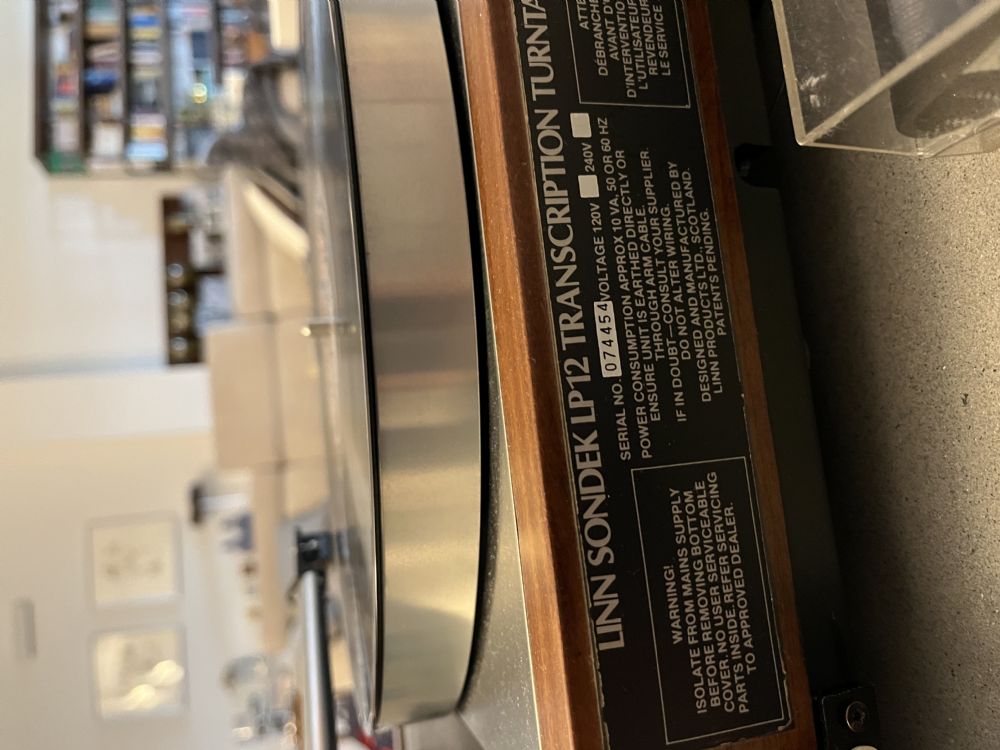 LINN SONDEK LP12 TRANSCRIPTION TURNTA
WARNING!
ISOLATE FROM MAINS SUPPLY
BEFORE REMOVING BOTTOM
COVER. NO USER SERVICEABLE
PARTS INSIDE. REFER SERVICING
TO APPROVED DEALER.
SERIAL NO. 074454 VOLTAGE 120V 240V
POWER CONSUMPTION APPROX 10 VA, 50 OR 60 HZ
ENSURE UNIT IS EARTHED DIRECTLY OR
THROUGH ARM CABLE.
IF IN DOUBT—CONSULT YOUR SUPPLIER.
DO NOT ALTER WIRING.
DESIGNED AND MANUFACTURED BY
LINN PRODUCTS LTD., SCOTLAND.
PATENTS PENDING.
ATTE
DÉBRANCHE
AVANT D'
D'INTERVENTIO
L'UTILISATEUR
REVENDEUR
LE SERVICE